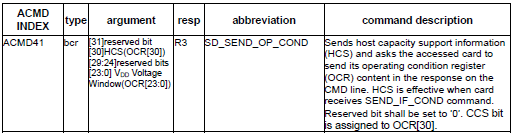 ACMD INDEX type argument resp abbreviation command description
ACMD41 bcr [31]reserved bit R3 SD_SEND_OP_COND Sends host capacity support information
[30]HCS(OCR[30]) (HCS) and asks the accessed card to
[29:24]reserved bits send its operating condition register
[23:0] VDD Voltage (OCR) content in the response on the
Window(OCR[23:0]) CMD line. HCS is effective when card
receives SEND_IF_COND command.
Reserved bit shall be set to '0'. CCS bit
is assigned to OCR[30].